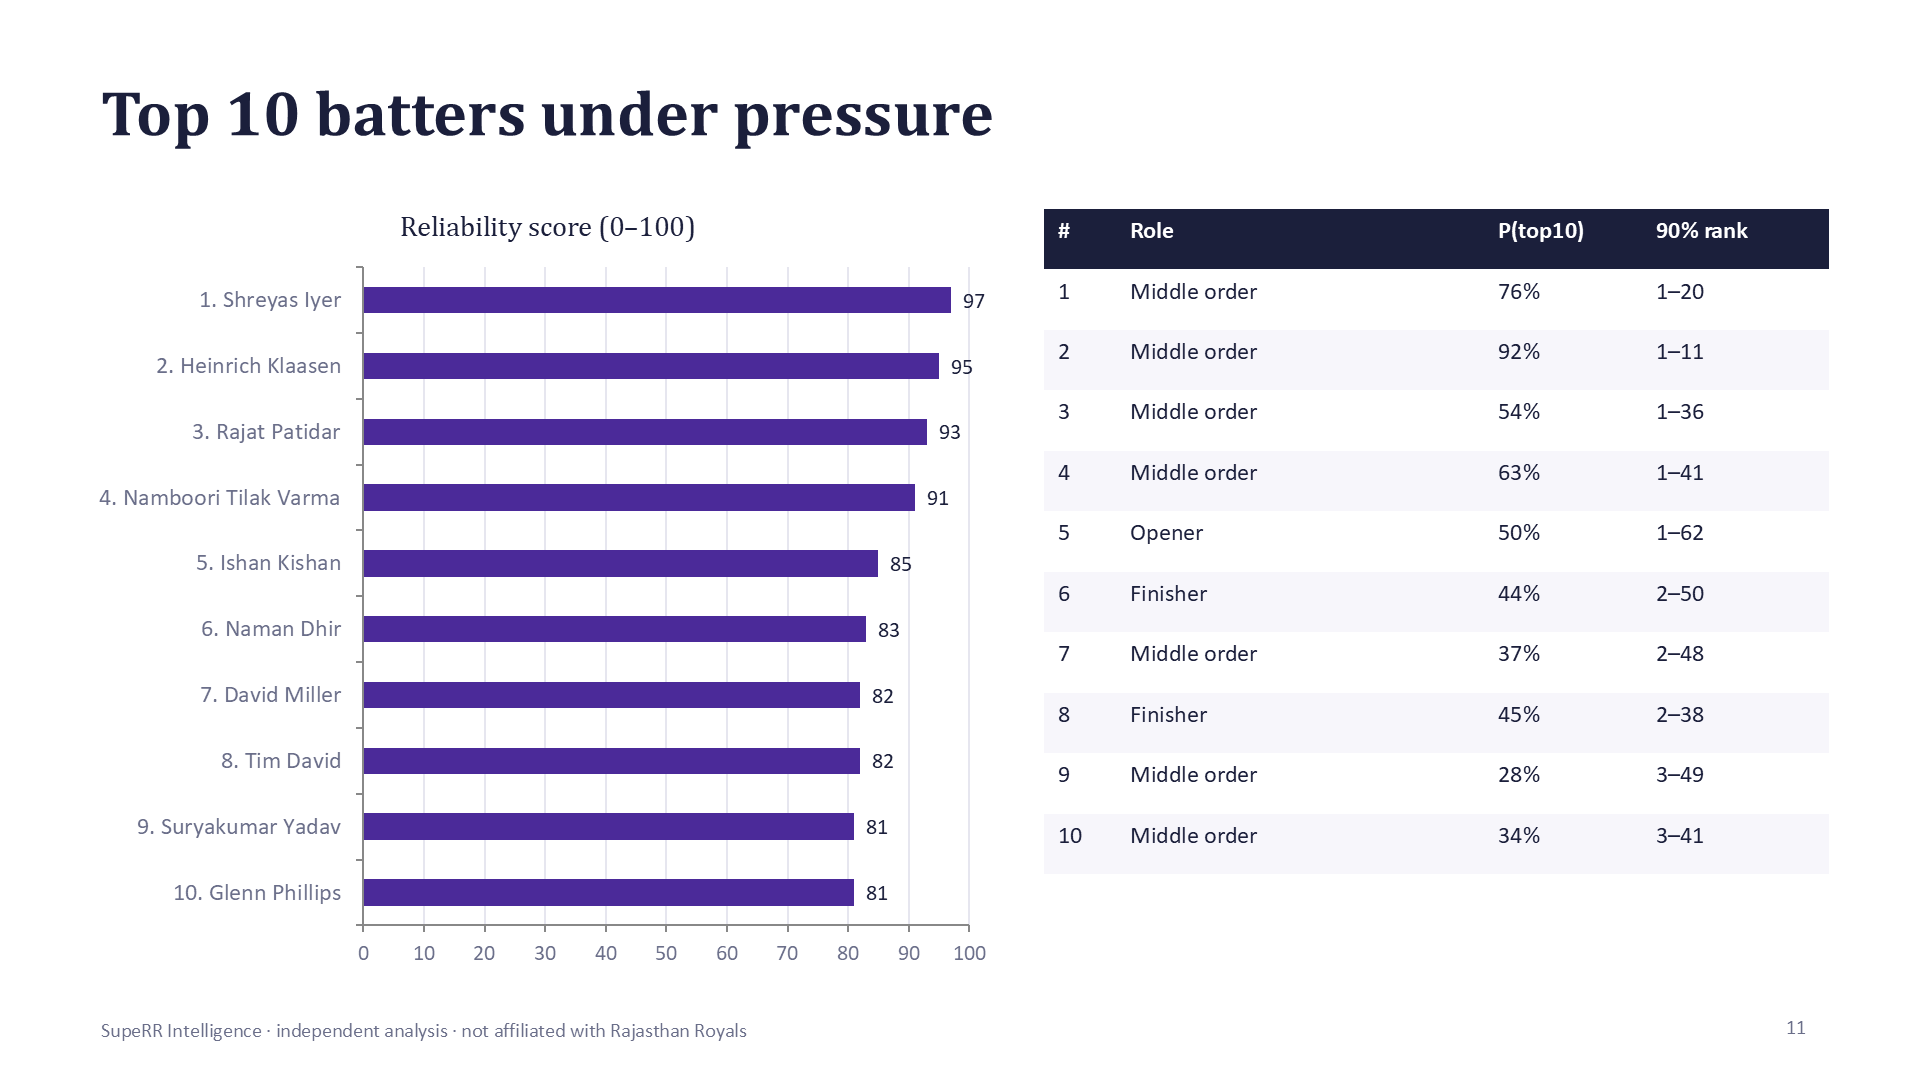 Top 10 batters under pressure
Reliability score (0–100)
1. Shreyas Iyer 97
2. Heinrich Klaasen 95
3. Rajat Patidar 93
4. Namboori Tilak Varma 91
5. Ishan Kishan 85
6. Naman Dhir 83
7. David Miller 82
8. Tim David 82
9. Suryakumar Yadav 81
10. Glenn Phillips 81
0 10 20 30 40 50 60 70 80 90 100
# Role P(top10) 90% rank
1 Middle order 76% 1–20
2 Middle order 92% 1–11
3 Middle order 54% 1–36
4 Middle order 63% 1–41
5 Opener 50% 1–62
6 Finisher 44% 2–50
7 Middle order 37% 2–48
8 Finisher 45% 2–38
9 Middle order 28% 3–49
10 Middle order 34% 3–41
SupeRR Intelligence · independent analysis · not affiliated with Rajasthan Royals
11